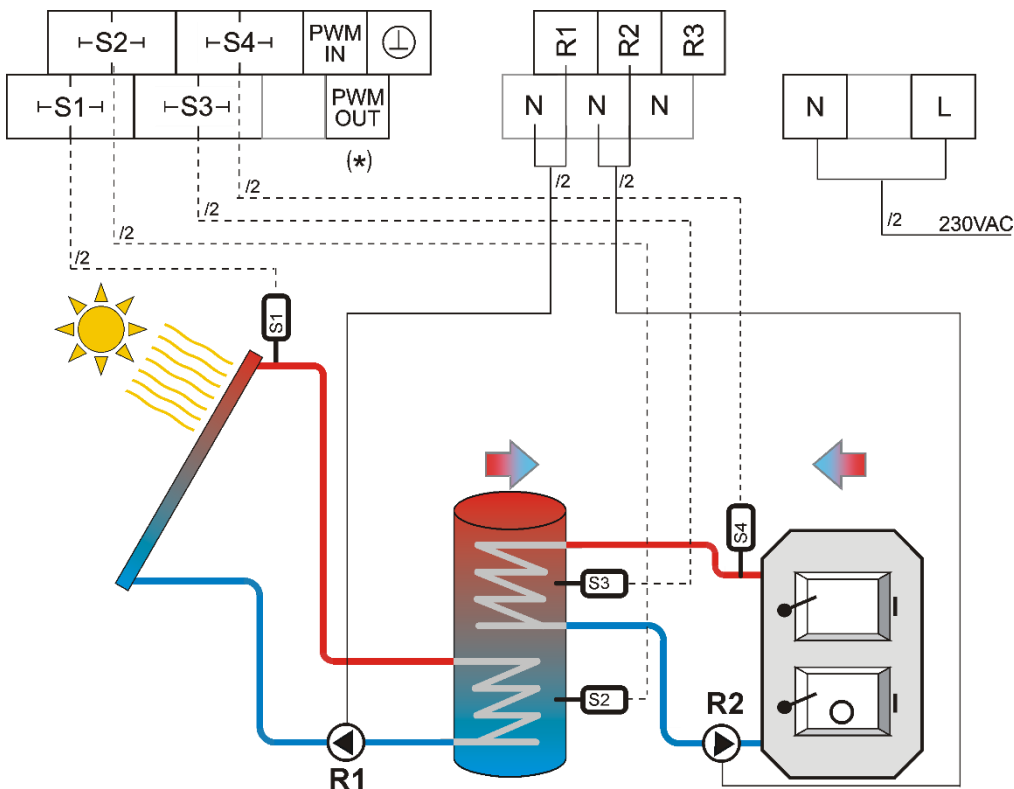 S2 S4 PWM IN
S1 S3 PWM OUT
(*)
R1 R2 R3
N N N
N L
/2 /2
/2
/2
/2
/2
/2 230VAC
S1
S4
S3
S2
R2
R1